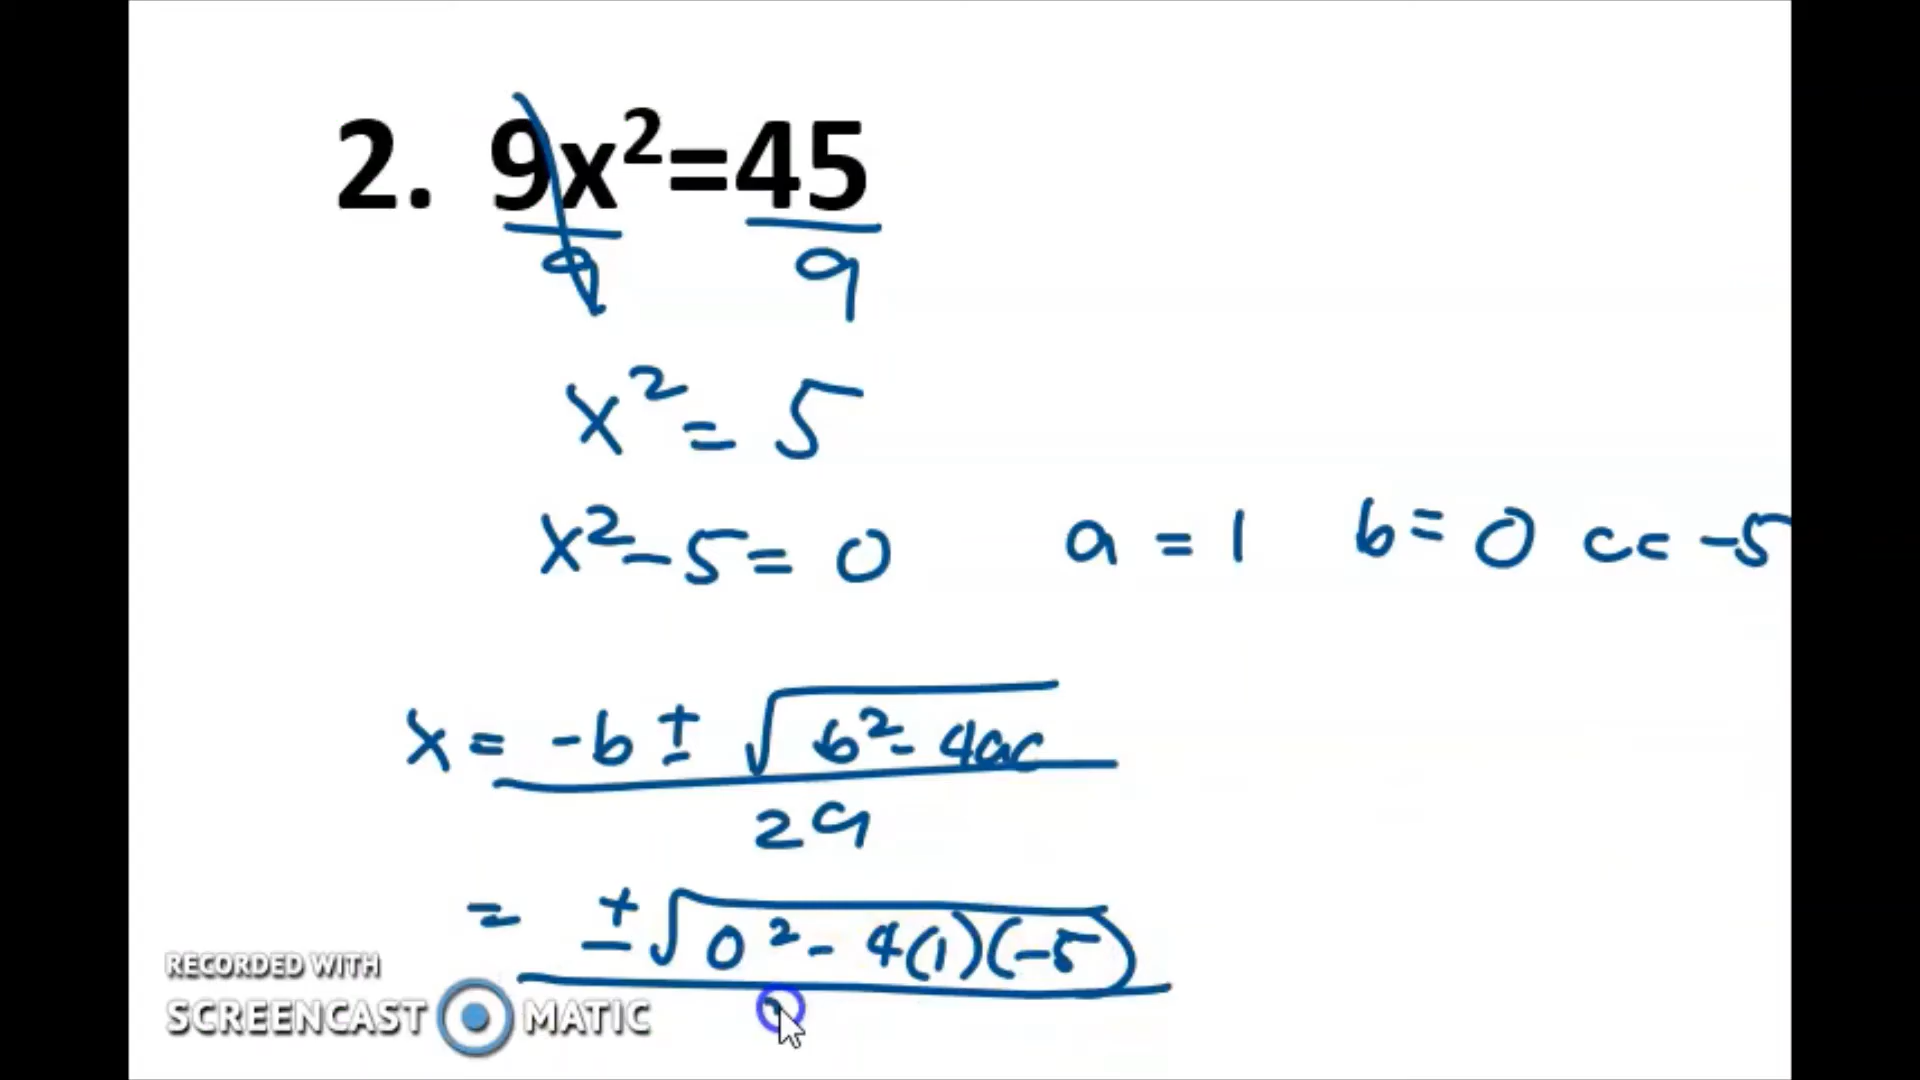 2. 9x²=45
9 9
x² = 5
x² - 5 = 0 a = 1 b = 0 c = -5
x = -b ± √b² - 4ac
2a
= ± √0² - 4(1)(-5)
RECORDED WITH
SCREENCAST MATIC